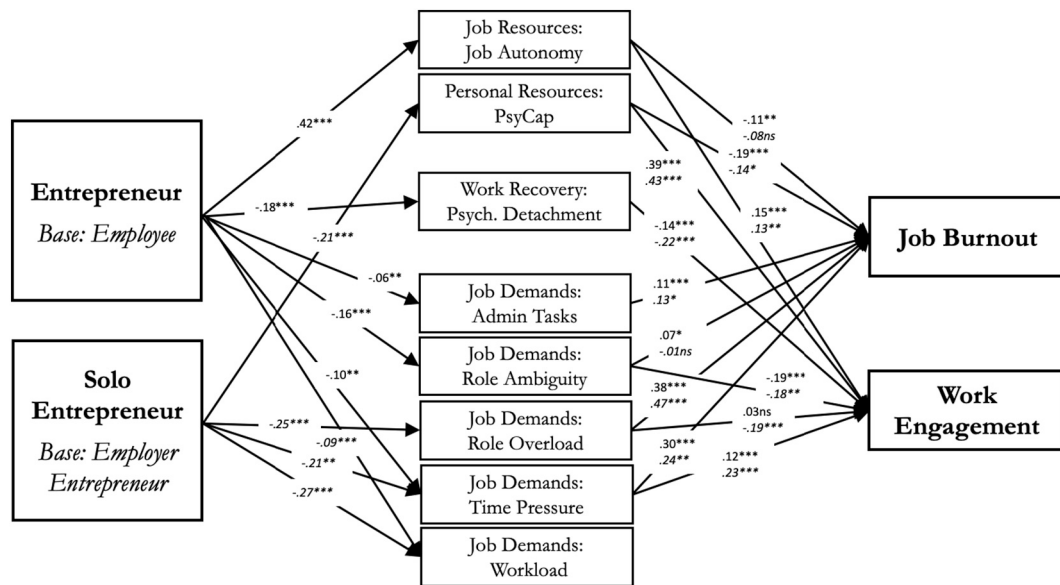 Job Resources:
Job Autonomy
Personal Resources:
PsyCap
Work Recovery:
Psych. Detachment
Job Demands:
Admin Tasks
Job Demands:
Role Ambiguity
Job Demands:
Role Overload
Job Demands:
Time Pressure
Job Demands:
Workload
Entrepreneur
Base: Employee
Solo
Entrepreneur
Base: Employer
Entrepreneur
Job Burnout
Work
Engagement
.42***
-.18***
-.21***
-.06**
-.16***
-.10**
-.25***
-.09***
-.21**
-.27***
-.11**
-.08ns
-.19***
-.14*
.39***
.43***
.15***
.13**
-.14***
-.22***
.11***
.13*
.07*
-.01ns
-.19***
-.18**
.38***
.47***
.03ns
-.19***
.30***
.24**
.12***
.23***